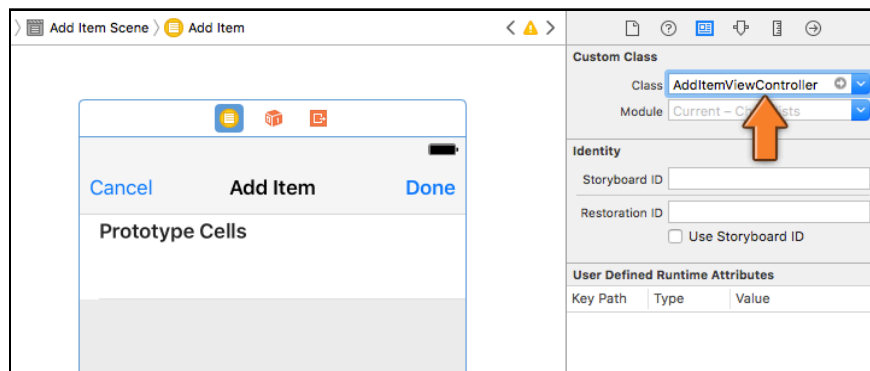 Add Item Scene
Add Item
Custom Class
Class AddItemViewController
Module Current –
Identity
Storyboard ID
Restoration ID
Use Storyboard ID
User Defined Runtime Attributes
Key Path Type Value
Cancel Add Item Done
Prototype Cells